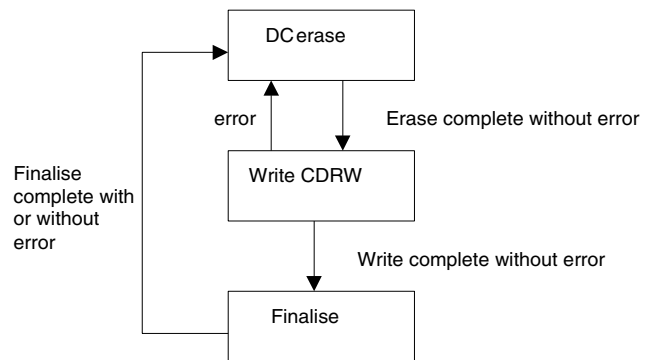 DCerase
error
Erase complete without error
Finalise
complete with
or without
error
Write CDRW
Write complete without error
Finalise